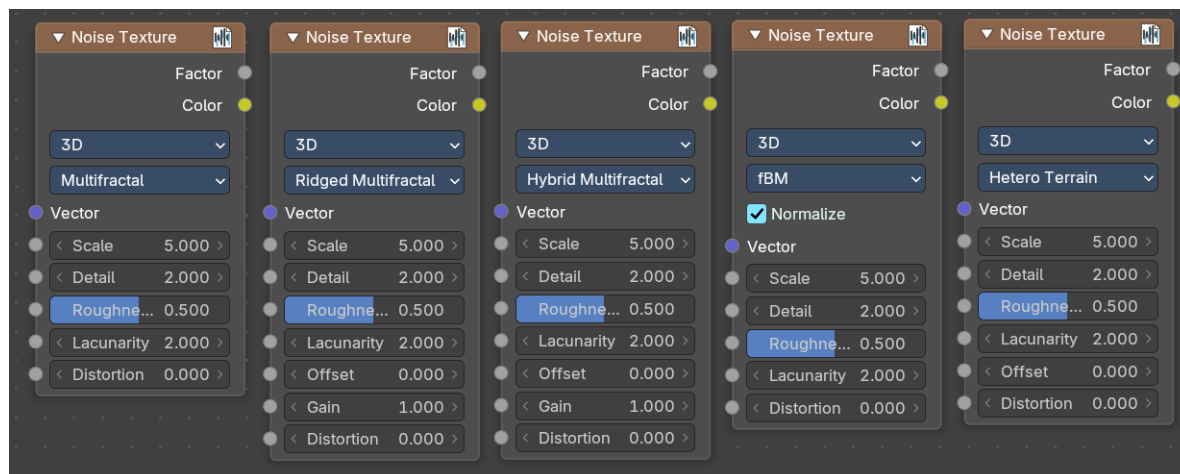 Noise Texture
Factor
Color
3D
Multifractal
Vector
Scale 5.000
Detail 2.000
Roughne... 0.500
Lacunarity 2.000
Distortion 0.000
Noise Texture
Factor
Color
3D
Ridged Multifractal
Vector
Scale 5.000
Detail 2.000
Roughne... 0.500
Lacunarity 2.000
Offset 0.000
Gain 1.000
Distortion 0.000
Noise Texture
Factor
Color
3D
Hybrid Multifractal
Vector
Scale 5.000
Detail 2.000
Roughne... 0.500
Lacunarity 2.000
Offset 0.000
Gain 1.000
Distortion 0.000
Noise Texture
Factor
Color
3D
fBM
Normalize
Vector
Scale 5.000
Detail 2.000
Roughne... 0.500
Lacunarity 2.000
Distortion 0.000
Noise Texture
Factor
Color
3D
Hetero Terrain
Vector
Scale 5.000
Detail 2.000
Roughne... 0.500
Lacunarity 2.000
Offset 0.000
Distortion 0.000